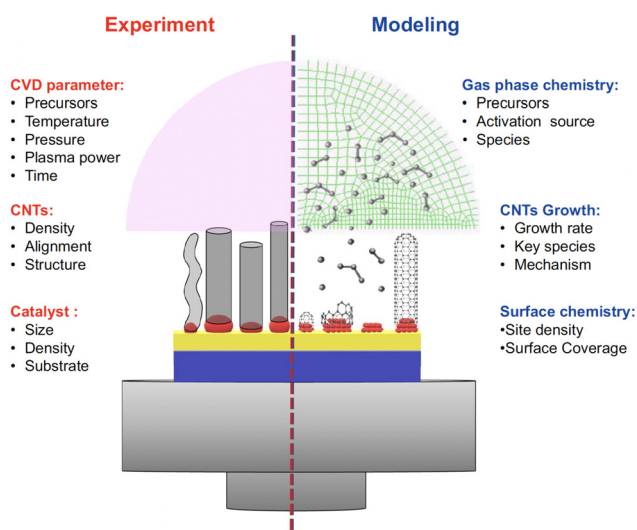 Experiment
Modeling
CVD parameter:
• Precursors
• Temperature
• Pressure
• Plasma power
• Time
CNTs:
• Density
• Alignment
• Structure
Catalyst :
• Size
• Density
• Substrate
Gas phase chemistry:
• Precursors
• Activation source
• Species
CNTs Growth:
• Growth rate
• Key species
• Mechanism
Surface chemistry:
•Site density
•Surface Coverage